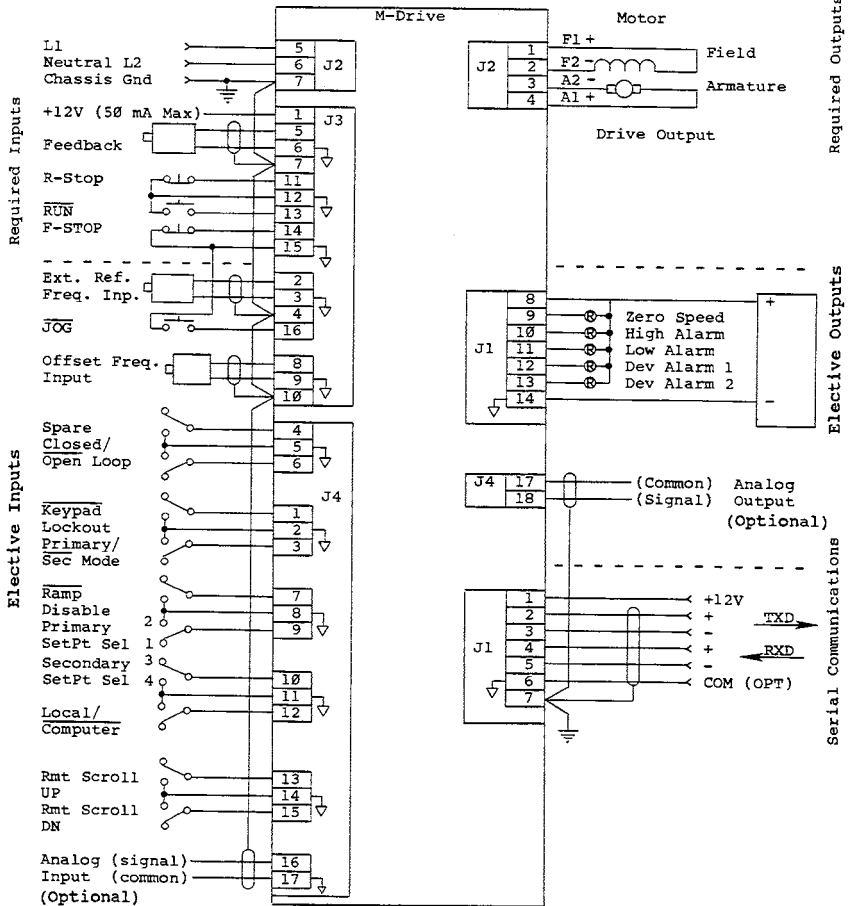 M-Drive
Required Inputs
L1 5
Neutral L2 6 J2
Chassis Gnd 7
+12V (50 mA Max) 1 J3
5
Feedback 6
7
R-Stop 11
12
RUN 13
F-STOP 14
15
Elective Inputs
Ext. Ref. 2
Freq. Inp. 3
4
JOG 16
Offset Freq. 8
Input 9
10
Spare 4
Closed/ 5
Open Loop 6
J4
Keypad 1
Lockout 2
Primary/ 3
Sec Mode
Ramp 7
Disable 8
Primary 2 9
SetPt Sel 1
Secondary 3
SetPt Sel 4 10
11
Local/ 12
Computer
Rmt Scroll 13
UP 14
Rmt Scroll 15
DN
Analog (signal) 16
Input (common) 17
(Optional)
Required Outputs
Motor
J2
1 F1 + Field
2 F2 -
3 A2 - Armature
4 A1 +
Drive Output
Elective Outputs
J1
8 +
9 R Zero Speed
10 R High Alarm
11 R Low Alarm
12 R Dev Alarm 1
13 R Dev Alarm 2
14 -
J4 17 (Common) Analog
18 (Signal) Output
(Optional)
Serial Communications
J1
1 +12V
2 + TXD
3 -
4 + RXD
5 -
6 COM (OPT)
7